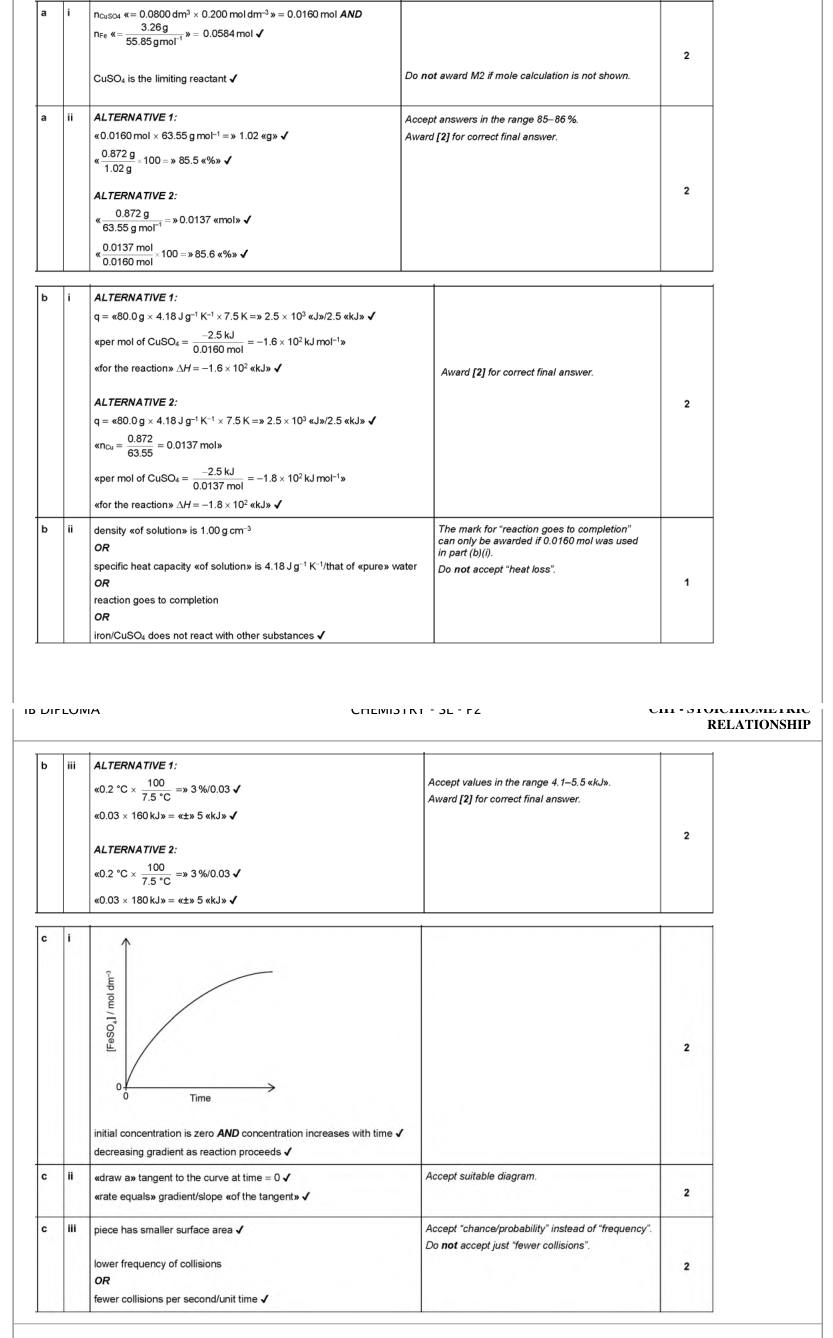 a i n_CuSO4 «= 0.0800 dm³ × 0.200 mol dm⁻³» = 0.0160 mol AND
n_Fe «= 3.26 g / 55.85 g mol⁻¹ » = 0.0584 mol ✓
2
CuSO₄ is the limiting reactant ✓ Do not award M2 if mole calculation is not shown.
a ii ALTERNATIVE 1: Accept answers in the range 85–86 %.
«0.0160 mol × 63.55 g mol⁻¹ =» 1.02 «g» ✓ Award [2] for correct final answer.
« 0.872 g / 1.02 g × 100 =» 85.5 «%» ✓
2
ALTERNATIVE 2:
« 0.872 g / 63.55 g mol⁻¹ =» 0.0137 «mol» ✓
« 0.0137 mol / 0.0160 mol × 100 =» 85.6 «%» ✓
b i ALTERNATIVE 1:
q = «80.0 g × 4.18 J g⁻¹ K⁻¹ × 7.5 K =» 2.5 × 10³ «J»/2.5 «kJ» ✓
«per mol of CuSO₄ = −2.5 kJ / 0.0160 mol = −1.6 × 10² kJ mol⁻¹»
«for the reaction» ΔH = −1.6 × 10² «kJ» ✓ Award [2] for correct final answer.
ALTERNATIVE 2: 2
q = «80.0 g × 4.18 J g⁻¹ K⁻¹ × 7.5 K =» 2.5 × 10³ «J»/2.5 «kJ» ✓
«n_Cu = 0.872 / 63.55 = 0.0137 mol»
«per mol of CuSO₄ = −2.5 kJ / 0.0137 mol = −1.8 × 10² kJ mol⁻¹»
«for the reaction» ΔH = −1.8 × 10² «kJ» ✓
b ii density «of solution» is 1.00 g cm⁻³ The mark for "reaction goes to completion"
OR can only be awarded if 0.0160 mol was used
in part (b)(i).
specific heat capacity «of solution» is 4.18 J g⁻¹ K⁻¹/that of «pure» water Do not accept "heat loss".
OR 1
reaction goes to completion
OR
iron/CuSO₄ does not react with other substances ✓
IB DIPLOMA CHEMISTRY - SL - P2 CH1 - STOICHIOMETRIC
RELATIONSHIP
b iii ALTERNATIVE 1:
«0.2 °C × 100 / 7.5 °C =» 3 %/0.03 ✓ Accept values in the range 4.1–5.5 «kJ».
Award [2] for correct final answer.
«0.03 × 160 kJ» = «±» 5 «kJ» ✓
2
ALTERNATIVE 2:
«0.2 °C × 100 / 7.5 °C =» 3 %/0.03 ✓
«0.03 × 180 kJ» = «±» 5 «kJ» ✓
c i
[FeSO₄] / mol dm⁻³
2
0
0 Time
initial concentration is zero AND concentration increases with time ✓
decreasing gradient as reaction proceeds ✓
c ii «draw a» tangent to the curve at time = 0 ✓ Accept suitable diagram.
«rate equals» gradient/slope «of the tangent» ✓ 2
c iii piece has smaller surface area ✓ Accept "chance/probability" instead of "frequency".
Do not accept just "fewer collisions".
lower frequency of collisions 2
OR
fewer collisions per second/unit time ✓